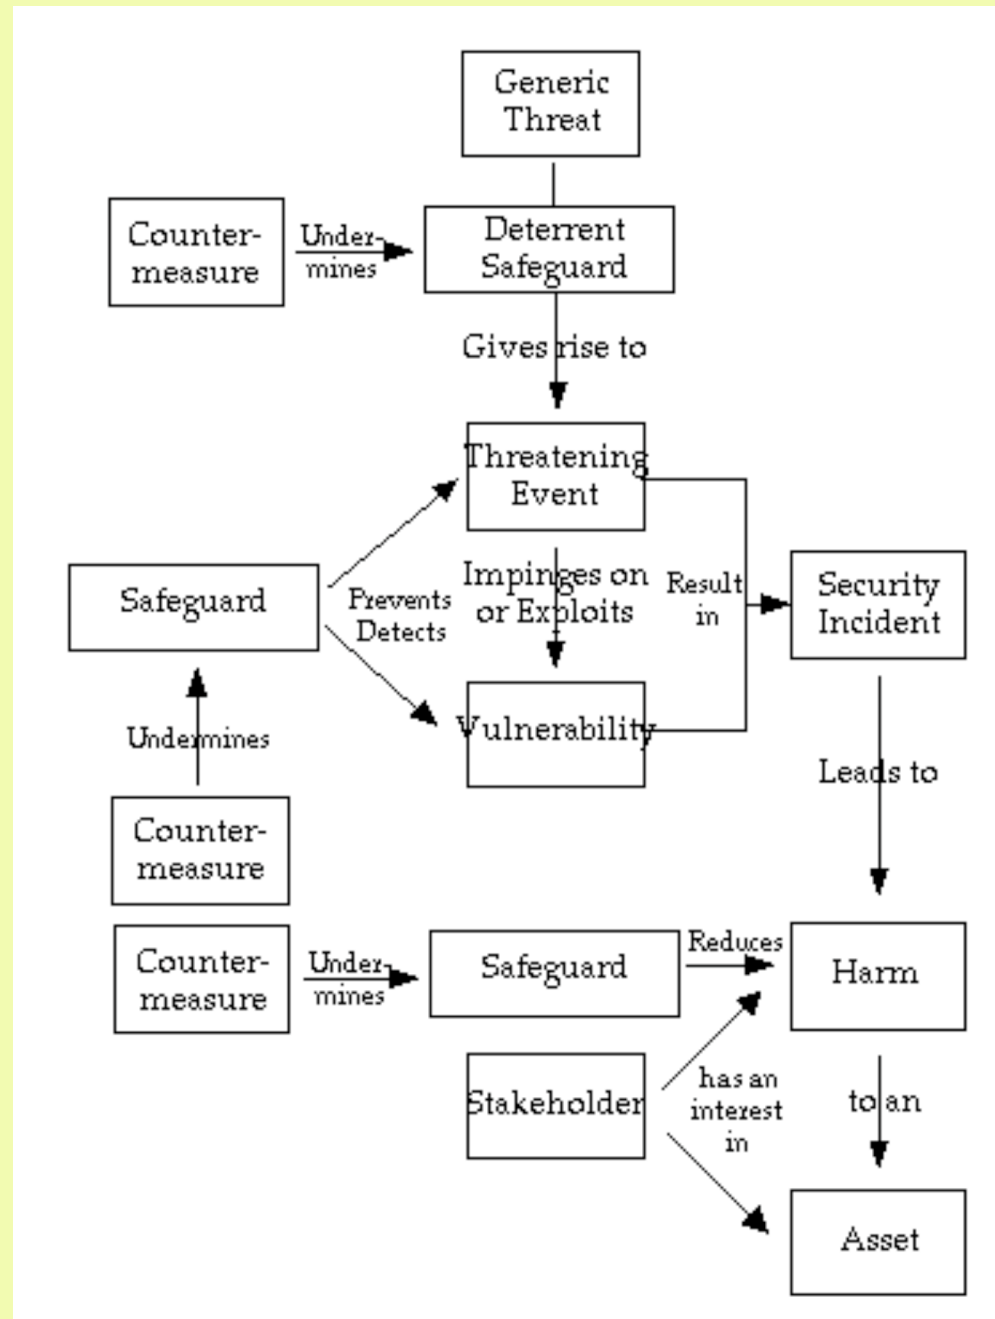 Generic
Threat
Counter-
measure
Under-
mines
Deterrent
Safeguard
Gives rise to
Threatening
Event
Safeguard
Prevents
Detects
Impinges on
or Exploits
Result
in
Security
Incident
Vulnerability
Undermines
Leads to
Counter-
measure
Counter-
measure
Under-
mines
Safeguard
Reduces
Harm
Stakeholder
has an
interest
in
to an
Asset